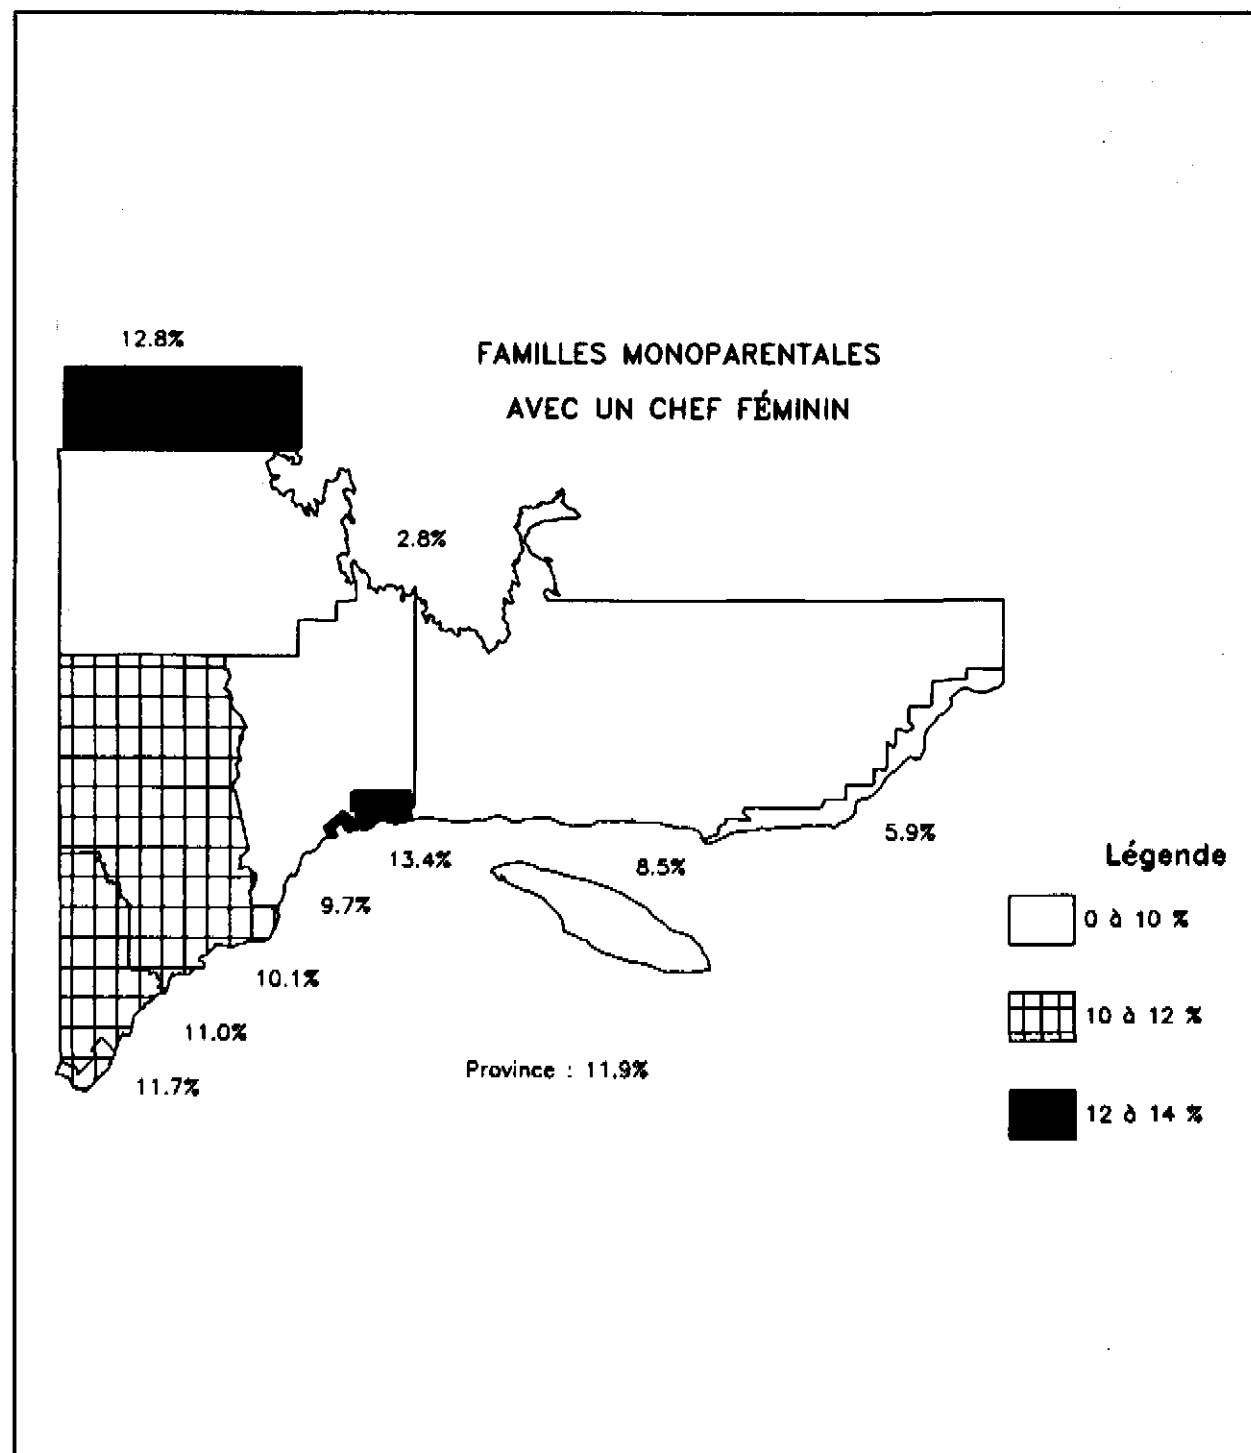 12.8%
FAMILLES MONOPARENTALES
AVEC UN CHEF FÉMININ
2.8%
5.9%
13.4%
8.5%
Légende
9.7%
0 à 10 %
10.1%
10 à 12 %
11.0%
Province : 11.9%
11.7%
12 à 14 %